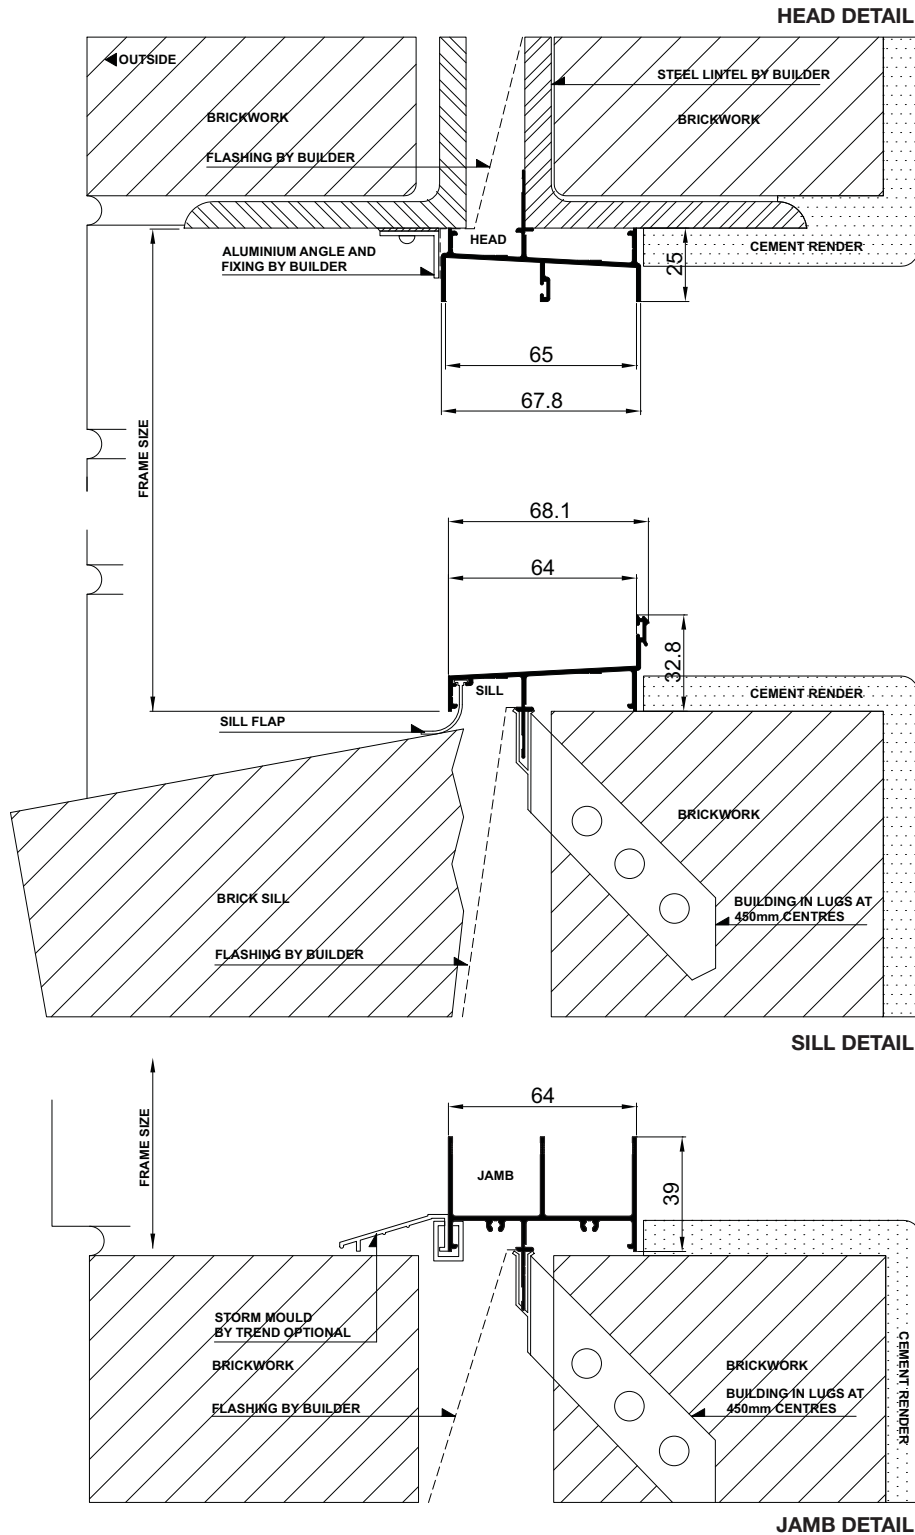 HEAD DETAIL
OUTSIDE
STEEL LINTEL BY BUILDER
BRICKWORK
BRICKWORK
FLASHING BY BUILDER
HEAD
ALUMINIUM ANGLE AND
FIXING BY BUILDER
CEMENT RENDER
25
65
67.8
FRAME SIZE
68.1
64
32.8
SILL
CEMENT RENDER
SILL FLAP
BRICKWORK
BRICK SILL
BUILDING IN LUGS AT
450mm CENTRES
FLASHING BY BUILDER
SILL DETAIL
64
FRAME SIZE
JAMB
39
STORM MOULD
BY TREND OPTIONAL
BRICKWORK
BRICKWORK
CEMENT RENDER
BUILDING IN LUGS AT
450mm CENTRES
FLASHING BY BUILDER
JAMB DETAIL